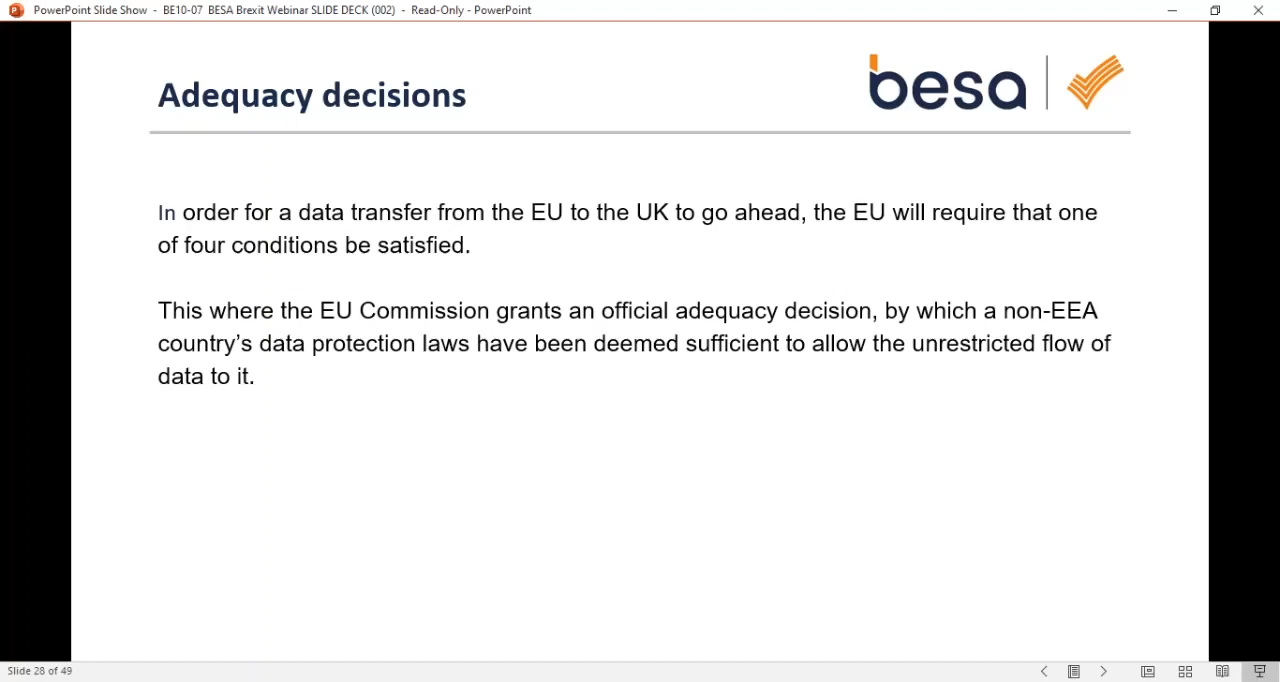 PowerPoint Slide Show - BE10-07 BESA Brexit Webinar SLIDE DECK (002) - Read-Only - PowerPoint
besa
Adequacy decisions
In order for a data transfer from the EU to the UK to go ahead, the EU will require that one
of four conditions be satisfied.
This where the EU Commission grants an official adequacy decision, by which a non-EEA
country’s data protection laws have been deemed sufficient to allow the unrestricted flow of
data to it.
Slide 28 of 49